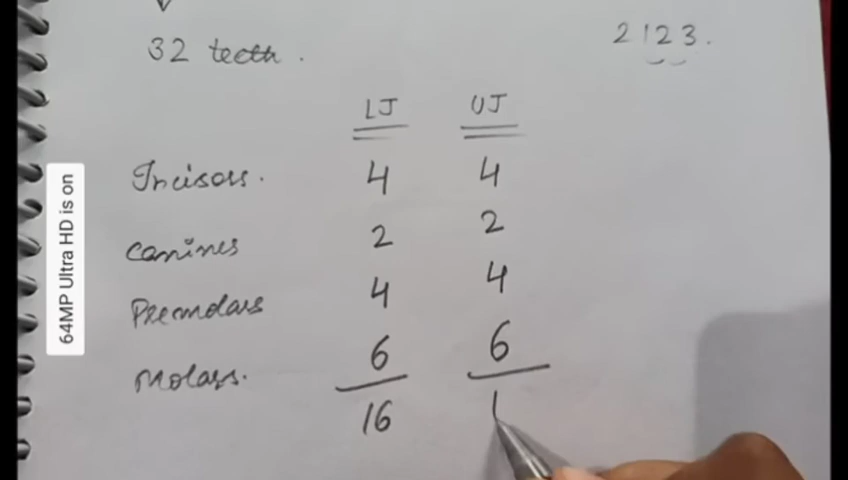 2123.
32 teeth.
LJ UJ
Incisors. 4 4
Canines 2 2
Premolars 4 4
Molars. 6 6
16 1
64MP Ultra HD is on